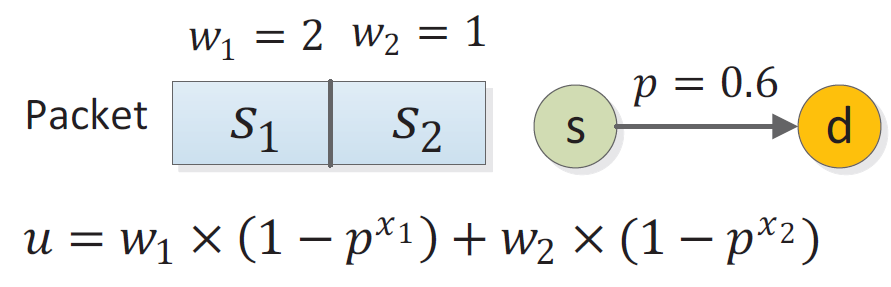 w₁ = 2 w₂ = 1
p = 0.6
Packet s₁ s₂ s d
u = w₁ × (1 − p^{x₁}) + w₂ × (1 − p^{x₂})